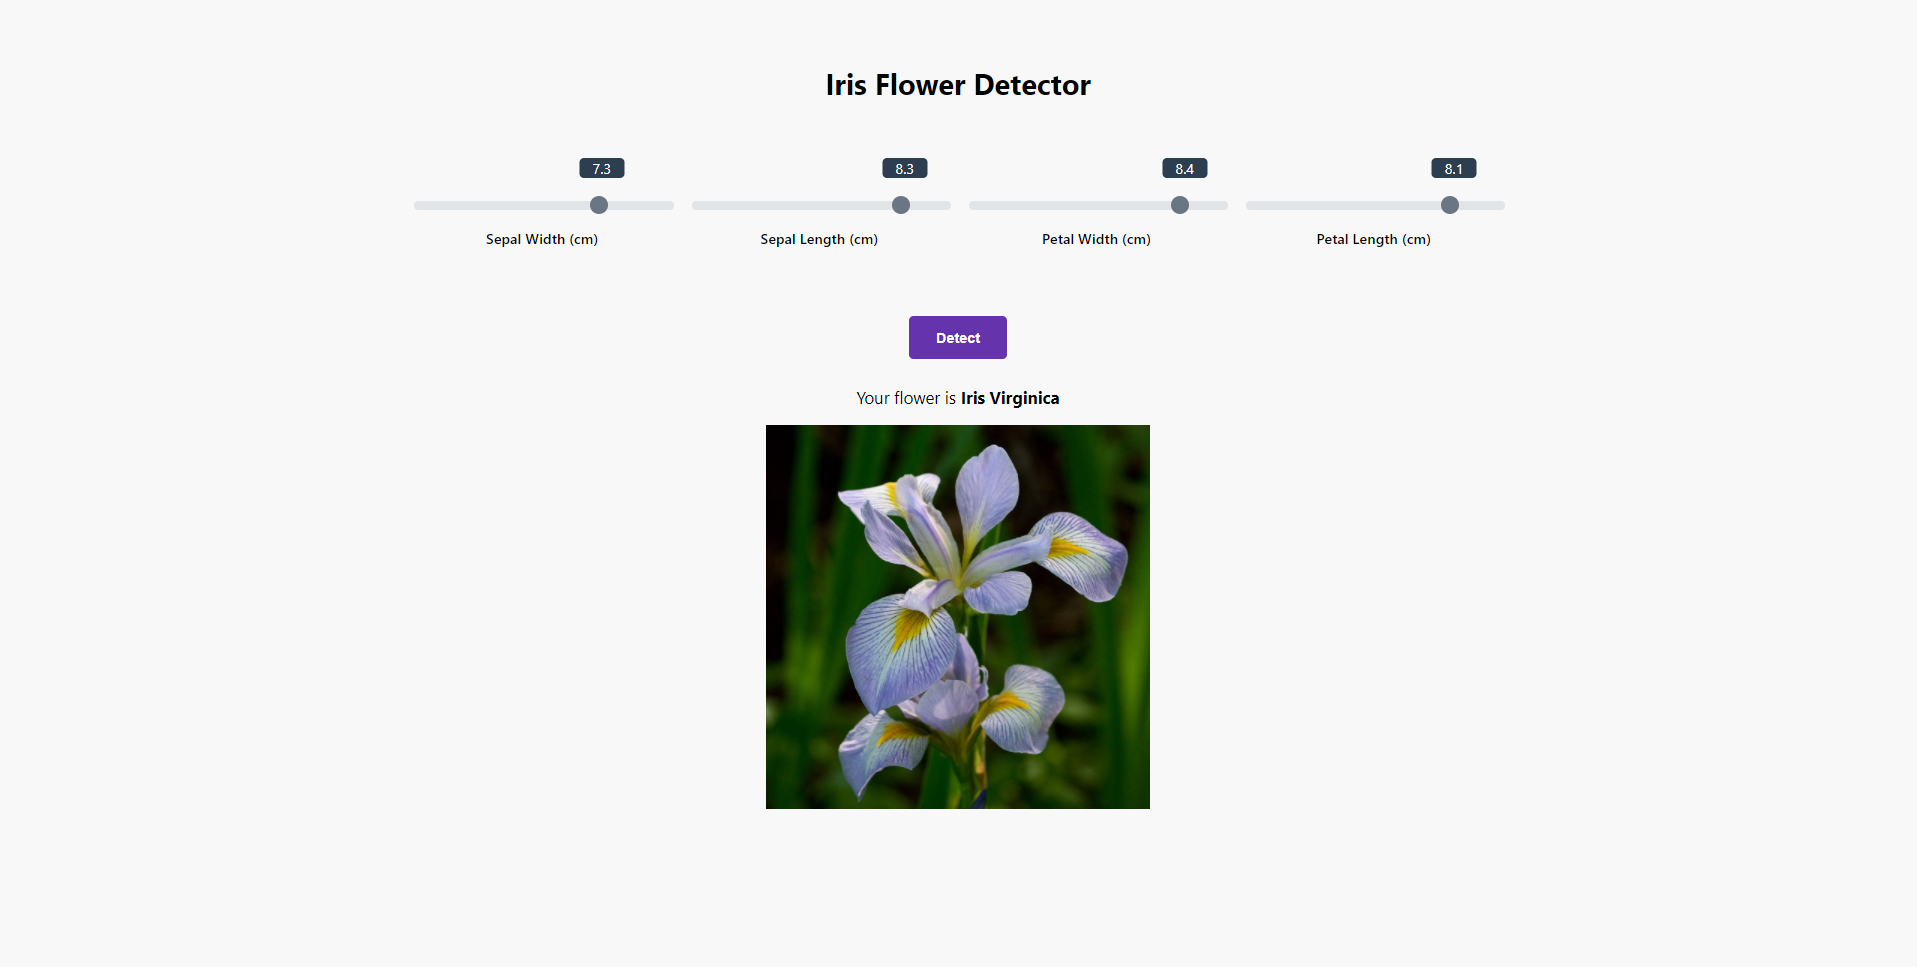 Iris Flower Detector
7.3 8.3 8.4 8.1
Sepal Width (cm) Sepal Length (cm) Petal Width (cm) Petal Length (cm)
Detect
Your flower is Iris Virginica